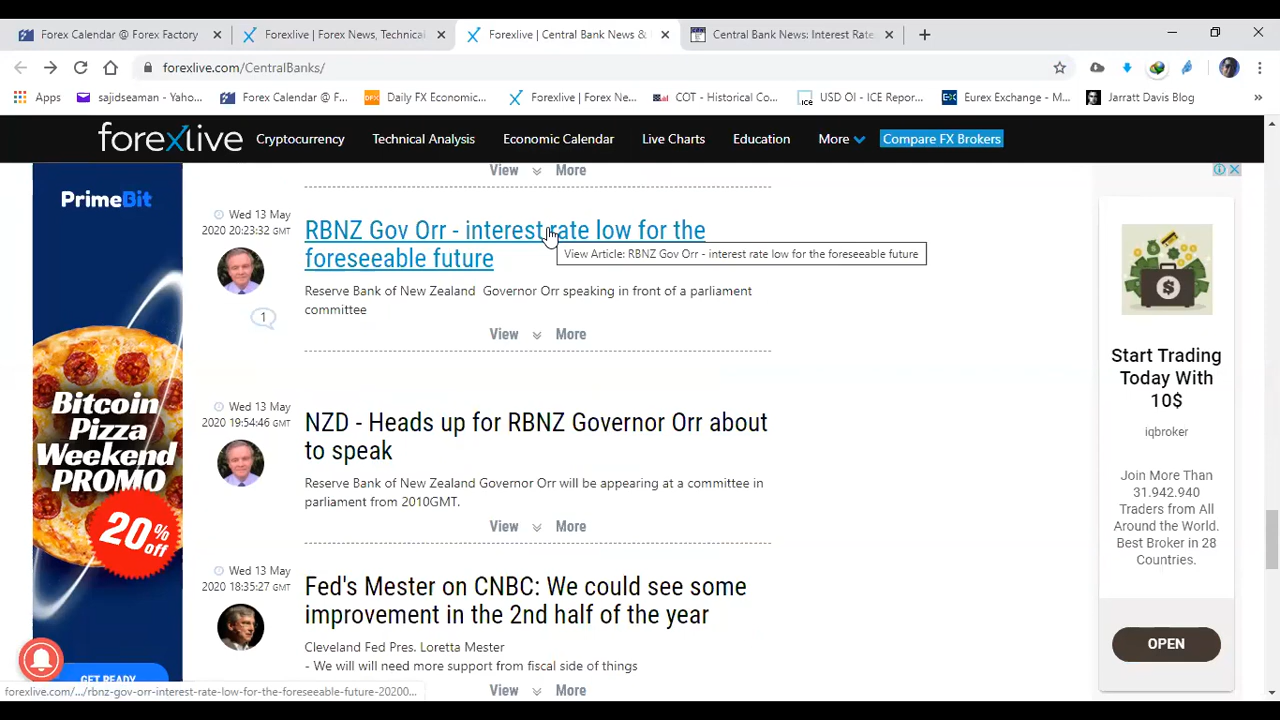 Forex Calendar @ Forex Factory
Forexlive | Forex News, Technical
Forexlive | Central Bank News &
Central Bank News: Interest Rate
forexlive.com/CentralBanks/
Apps
sajidseaman - Yahoo...
Forex Calendar @ F...
DFX
Daily FX Economic...
Forexlive | Forex Ne...
COT - Historical Co...
ice
USD OI - ICE Repor...
Eurex Exchange - M...
Jarratt Davis Blog
»
forexlive
Cryptocurrency
Technical Analysis
Economic Calendar
Live Charts
Education
More
Compare FX Brokers
View More
PrimeBit
Bitcoin
Pizza
Weekend
PROMO
20%
off
GET READY
Wed 13 May
2020 20:23:32 GMT
1
RBNZ Gov Orr - interest rate low for the
foreseeable future
View Article: RBNZ Gov Orr - interest rate low for the foreseeable future
Reserve Bank of New Zealand Governor Orr speaking in front of a parliament
committee
View More
Wed 13 May
2020 19:54:46 GMT
NZD - Heads up for RBNZ Governor Orr about
to speak
Reserve Bank of New Zealand Governor Orr will be appearing at a committee in
parliament from 2010GMT.
View More
Wed 13 May
2020 18:35:27 GMT
Fed's Mester on CNBC: We could see some
improvement in the 2nd half of the year
Cleveland Fed Pres. Loretta Mester
- We will will need more support from fiscal side of things
View More
$
Start Trading
Today With
10$
iqbroker
Join More Than
31.942.940
Traders from All
Around the World.
Best Broker in 28
Countries.
OPEN
forexlive.com/.../rbnz-gov-orr-interest-rate-low-for-the-foreseeable-future-20200...